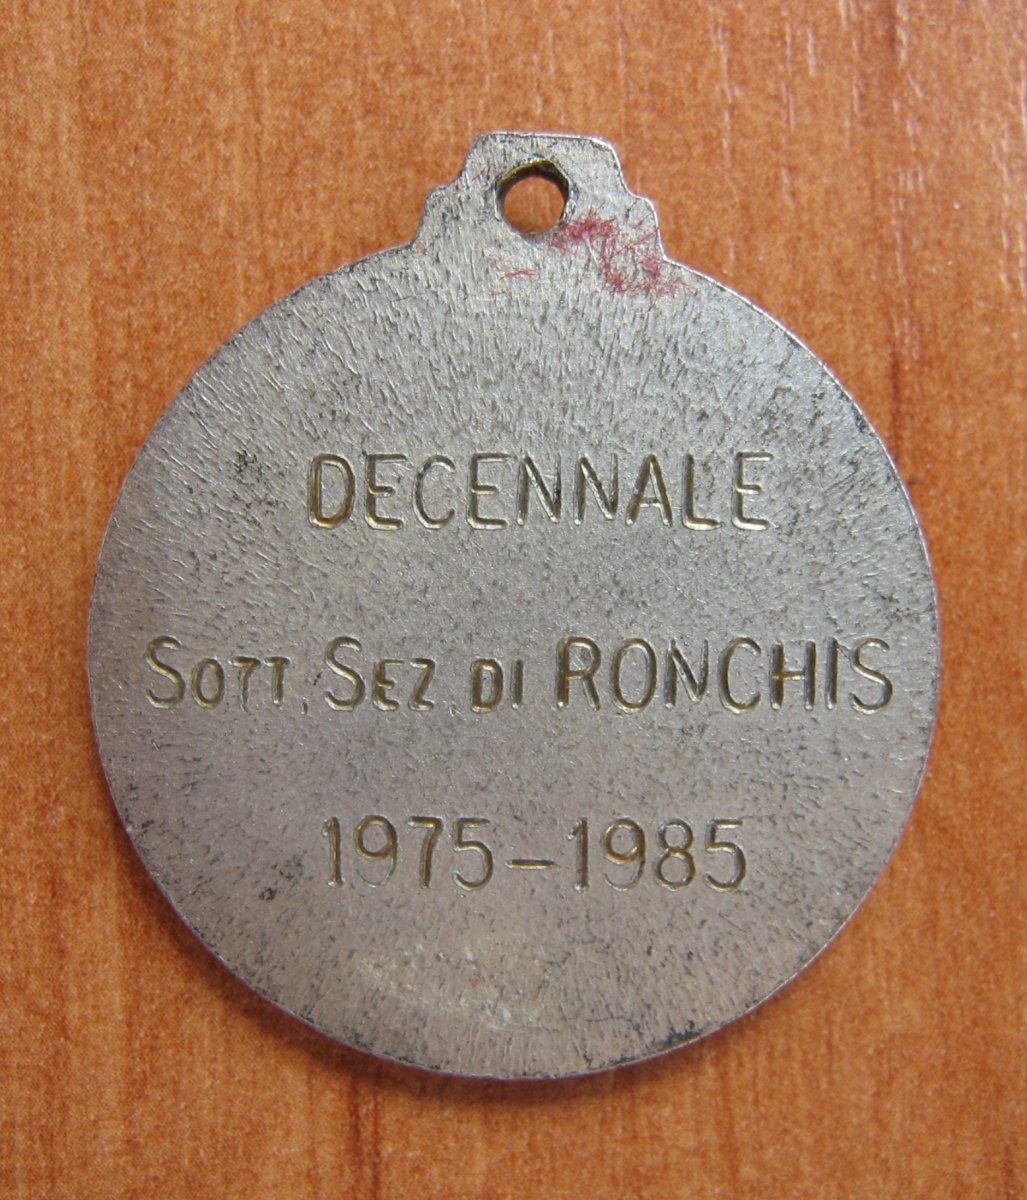 DECENNALE
SOTT. SEZ. DI RONCHIS
1975-1985